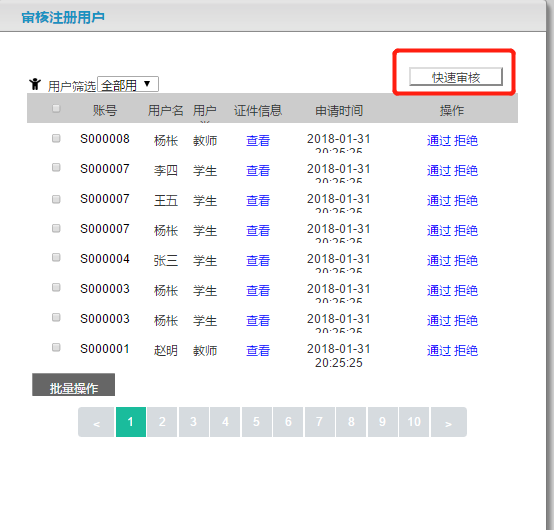 审核注册用户
用户筛选 全部用 ▼ 快速审核
账号 用户名 用户 证件信息 申请时间 操作
S000008 杨怅 教师 查看 2018-01-31 20:25:25 通过 拒绝
S000007 李四 学生 查看 2018-01-31 20:25:25 通过 拒绝
S000007 王五 学生 查看 2018-01-31 20:25:25 通过 拒绝
S000007 杨怅 学生 查看 2018-01-31 20:25:25 通过 拒绝
S000004 张三 学生 查看 2018-01-31 20:25:25 通过 拒绝
S000003 杨怅 学生 查看 2018-01-31 20:25:25 通过 拒绝
S000003 杨怅 学生 查看 2018-01-31 20:25:25 通过 拒绝
S000001 赵明 教师 查看 2018-01-31 20:25:25 通过 拒绝
批量操作
< 1 2 3 4 5 6 7 8 9 10 >